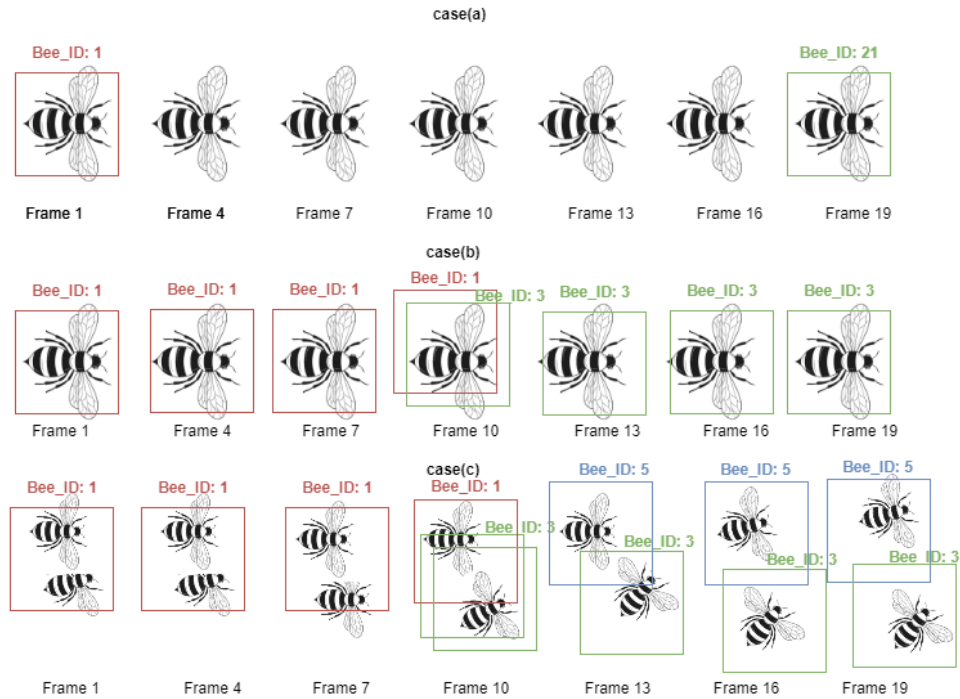 case(a)
Bee_ID: 1
Bee_ID: 21
Frame 1
Frame 4
Frame 7
Frame 10
Frame 13
Frame 16
Frame 19
case(b)
Bee_ID: 1
Bee_ID: 1
Bee_ID: 1
Bee_ID: 1
Bee_ID: 3
Bee_ID: 3
Bee_ID: 3
Bee_ID: 3
Frame 1
Frame 4
Frame 7
Frame 10
Frame 13
Frame 16
Frame 19
case(c)
Bee_ID: 1
Bee_ID: 1
Bee_ID: 1
Bee_ID: 1
Bee_ID: 5
Bee_ID: 5
Bee_ID: 5
Bee_ID: 3
Bee_ID: 3
Bee_ID: 3
Bee_ID: 3
Frame 1
Frame 4
Frame 7
Frame 10
Frame 13
Frame 16
Frame 19